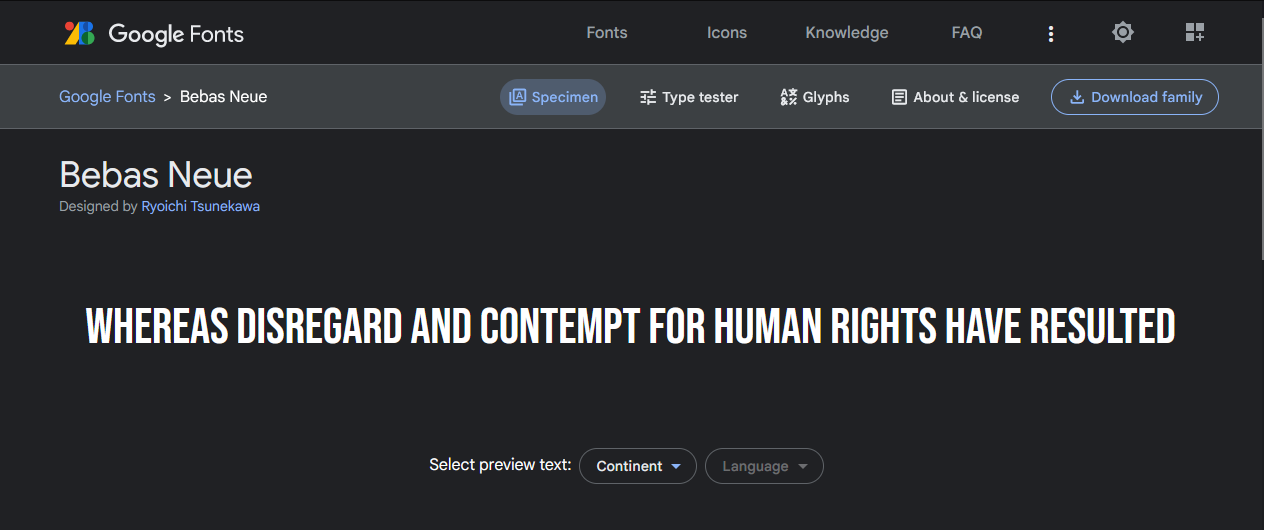 Google Fonts
Fonts
Icons
Knowledge
FAQ
Google Fonts > Bebas Neue
Specimen
Type tester
Glyphs
About & license
Download family
Bebas Neue
Designed by Ryoichi Tsunekawa
WHEREAS DISREGARD AND CONTEMPT FOR HUMAN RIGHTS HAVE RESULTED
Select preview text:
Continent
Language